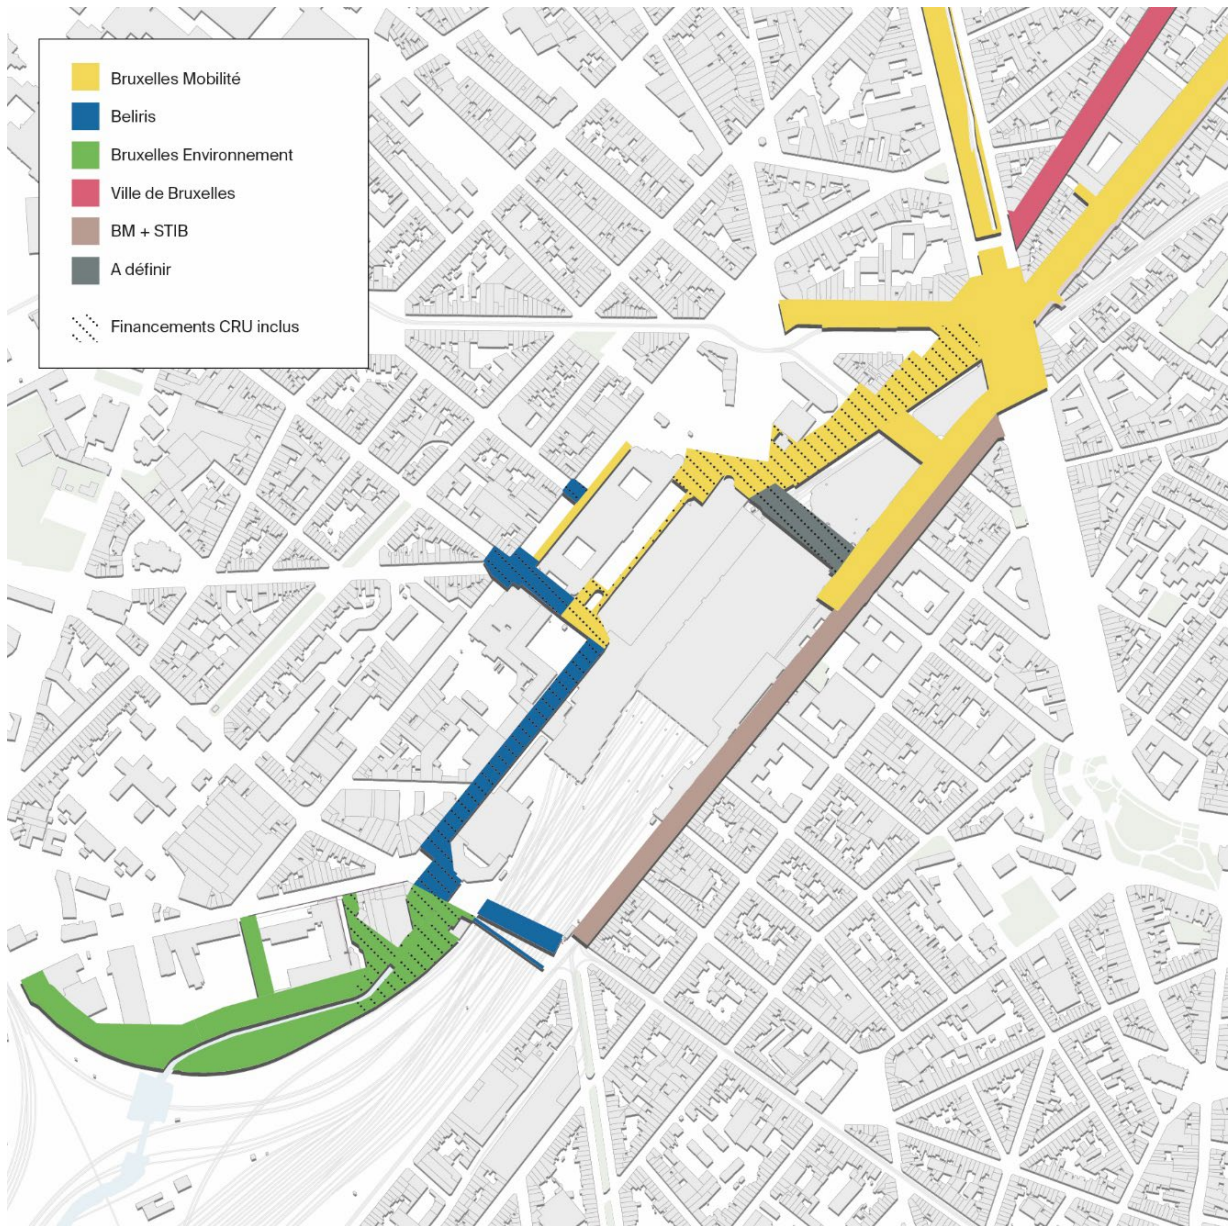 Bruxelles Mobilité
Beliris
Bruxelles Environnement
Ville de Bruxelles
BM + STIB
A définir
Financements CRU inclus